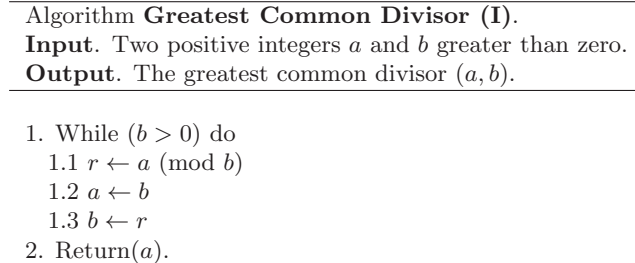 Algorithm Greatest Common Divisor (I).
Input. Two positive integers a and b greater than zero.
Output. The greatest common divisor (a, b).
1. While (b > 0) do
1.1 r ← a (mod b)
1.2 a ← b
1.3 b ← r
2. Return(a).